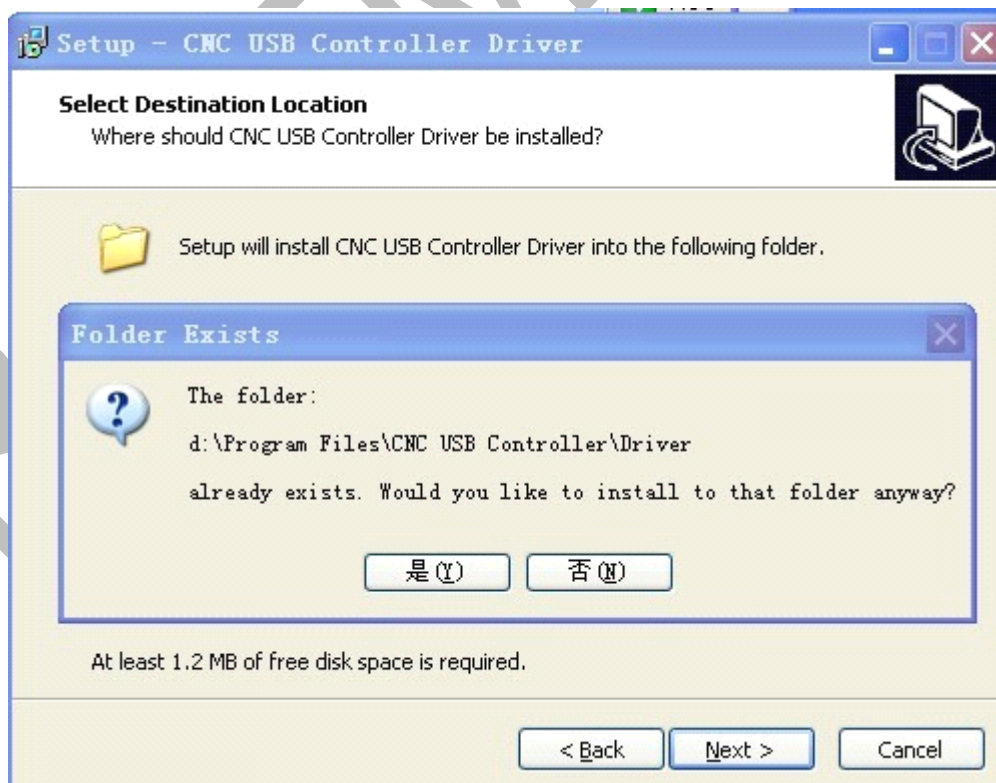 Setup - CNC USB Controller Driver
Select Destination Location
Where should CNC USB Controller Driver be installed?
Setup will install CNC USB Controller Driver into the following folder.
Folder Exists
The folder:
d:\Program Files\CNC USB Controller\Driver
already exists. Would you like to install to that folder anyway?
是(Y) 否(N)
At least 1.2 MB of free disk space is required.
< Back Next > Cancel